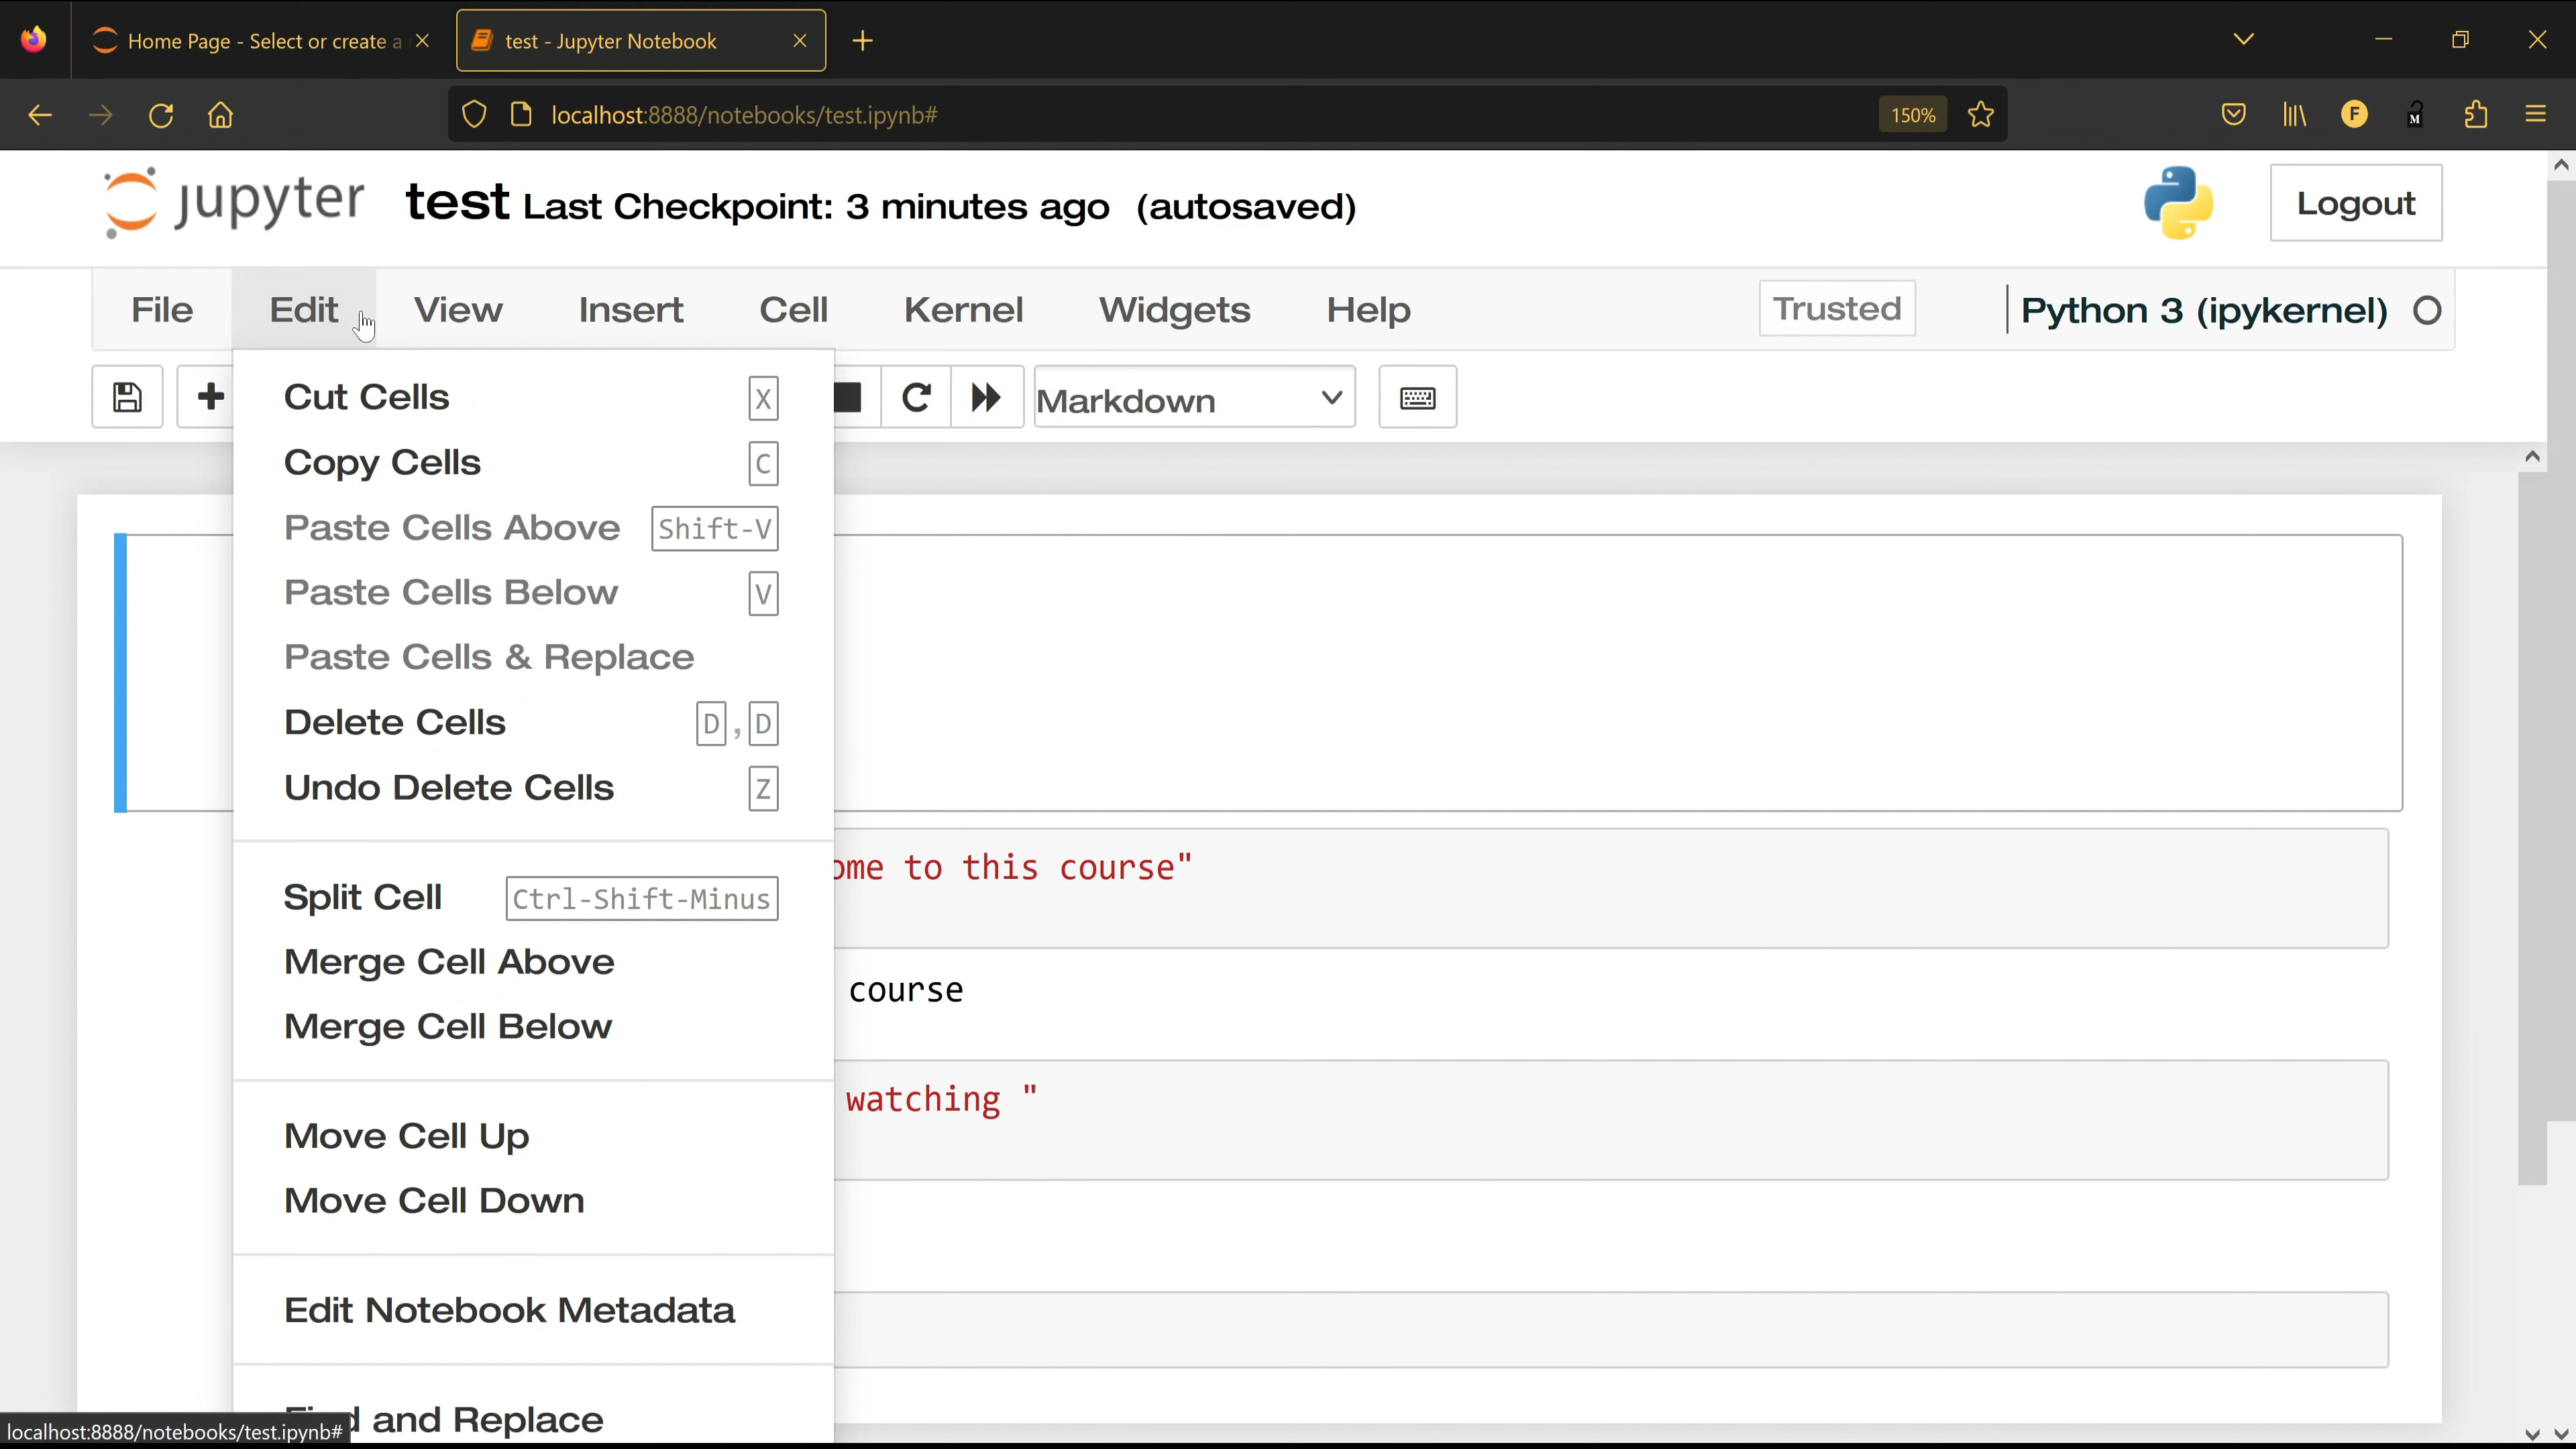 Home Page - Select or create a
test - Jupyter Notebook
localhost:8888/notebooks/test.ipynb#
150%
F
M
jupyter
test Last Checkpoint: 3 minutes ago (autosaved)
Logout
File Edit View Insert Cell Kernel Widgets Help
Trusted
Python 3 (ipykernel)
Markdown
Cut Cells X
Copy Cells C
Paste Cells Above Shift-V
Paste Cells Below V
Paste Cells & Replace
Delete Cells D,D
Undo Delete Cells Z
to this course"
Split Cell Ctrl-Shift-Minus
Merge Cell Above
course
Merge Cell Below
watching "
Move Cell Up
Move Cell Down
Edit Notebook Metadata
and Replace
localhost:8888/notebooks/test.ipynb#